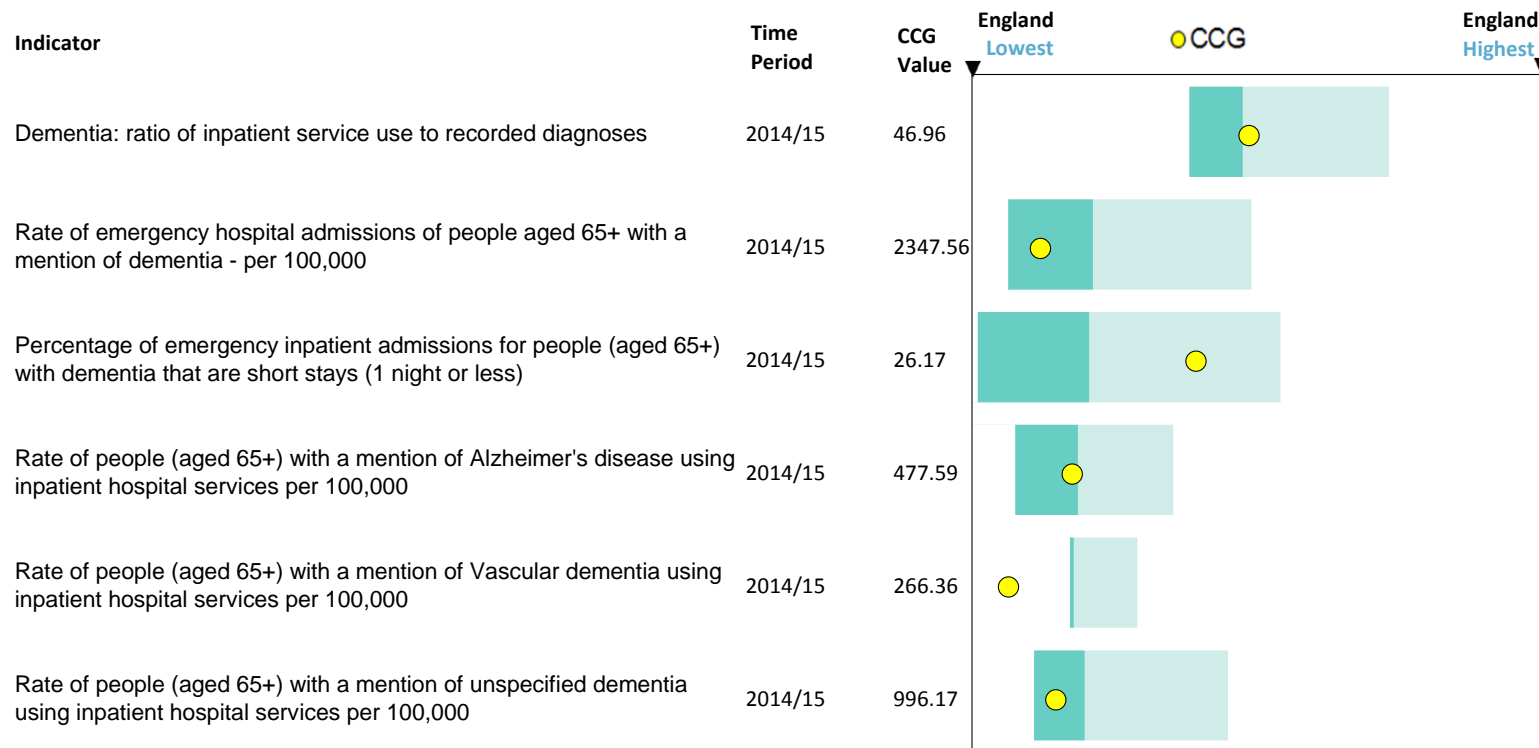 Indicator
Time Period
CCG Value
England Lowest
CCG
England Highest
Dementia: ratio of inpatient service use to recorded diagnoses
2014/15
46.96
Rate of emergency hospital admissions of people aged 65+ with a
mention of dementia - per 100,000
2014/15
2347.56
Percentage of emergency inpatient admissions for people (aged 65+)
with dementia that are short stays (1 night or less)
2014/15
26.17
Rate of people (aged 65+) with a mention of Alzheimer's disease using
inpatient hospital services per 100,000
2014/15
477.59
Rate of people (aged 65+) with a mention of Vascular dementia using
inpatient hospital services per 100,000
2014/15
266.36
Rate of people (aged 65+) with a mention of unspecified dementia
using inpatient hospital services per 100,000
2014/15
996.17